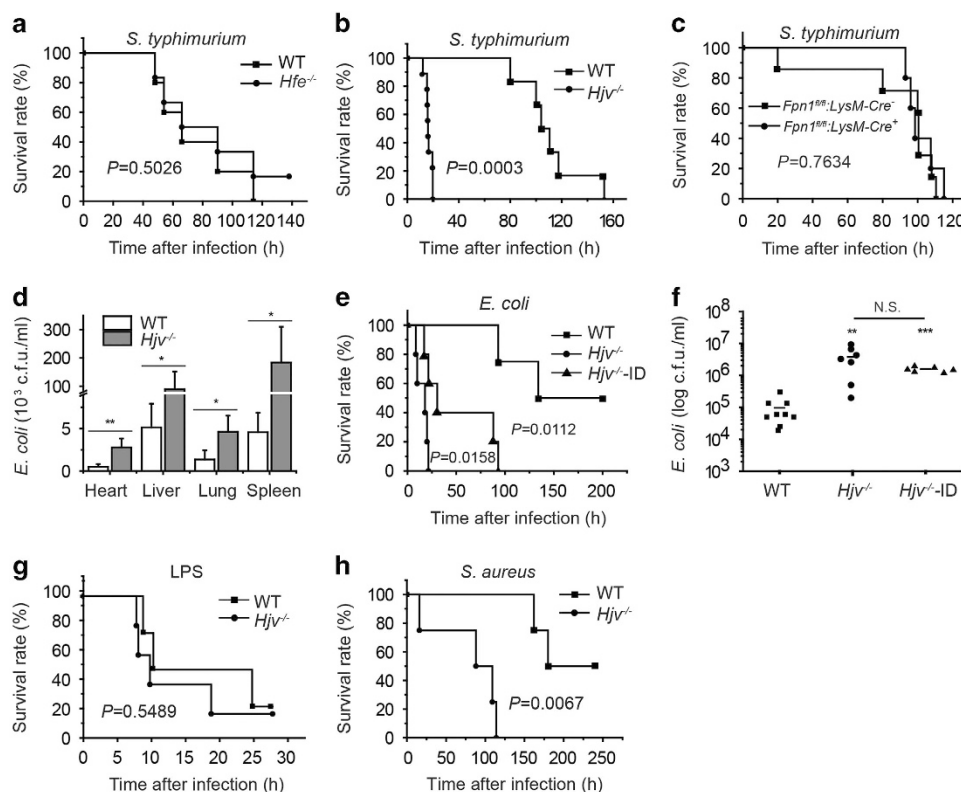 a
S. typhimurium
WT
Hfe-/-
P=0.5026
Survival rate (%)
100
80
60
40
20
0
0 20 40 60 80 100 120 140
Time after infection (h)
b
S. typhimurium
WT
Hjv-/-
P=0.0003
Survival rate (%)
100
80
60
40
20
0
0 40 80 120 160
Time after infection (h)
c
S. typhimurium
Fpn1fl/fl:LysM-Cre-
Fpn1fl/fl:LysM-Cre+
P=0.7634
Survival rate (%)
100
80
60
40
20
0
0 20 40 60 80 100 120
Time after infection (h)
d
WT
Hjv-/-
E. coli (10³ c.f.u./ml)
300
200
100
5
0
** * * *
Heart Liver Lung Spleen
e
E. coli
WT
Hjv-/-
Hjv-/--ID
P=0.0112
P=0.0158
Survival rate (%)
100
80
60
40
20
0
0 50 100 150 200
Time after infection (h)
f
N.S.
** ***
E. coli (log c.f.u./ml)
10⁸
10⁷
10⁶
10⁵
10⁴
10³
WT Hjv-/- Hjv-/--ID
g
LPS
WT
Hjv-/-
P=0.5489
Survival rate (%)
100
80
60
40
20
0
0 5 10 15 20 25 30
Time after infection (h)
h
S. aureus
WT
Hjv-/-
P=0.0067
Survival rate (%)
100
80
60
40
20
0
0 50 100 150 200 250
Time after infection (h)